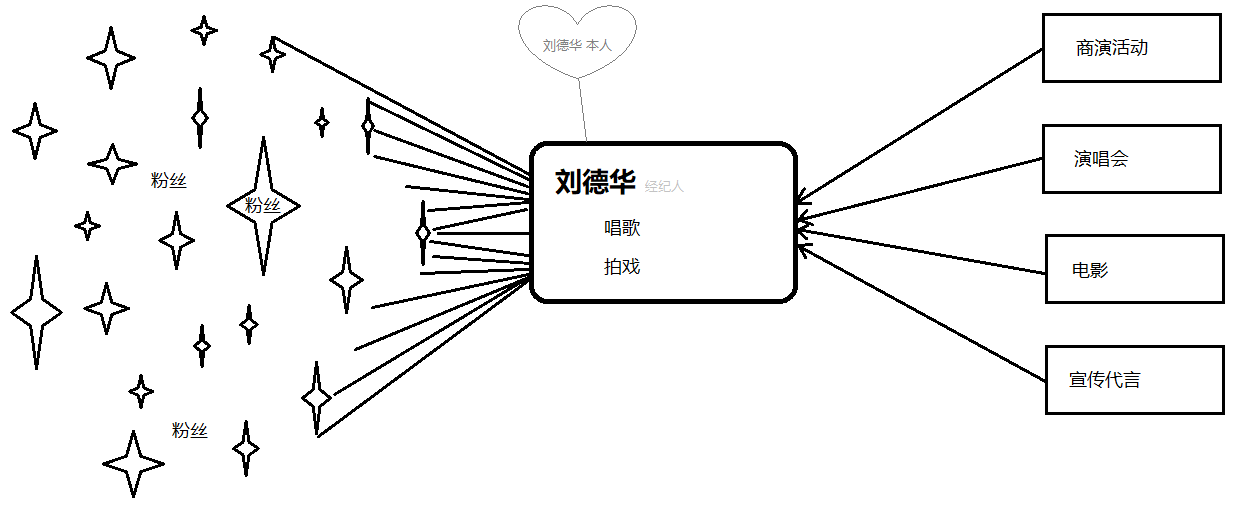 刘德华 本人
商演活动
演唱会
粉丝
粉丝
刘德华 经纪人
唱歌
拍戏
电影
宣传代言
粉丝